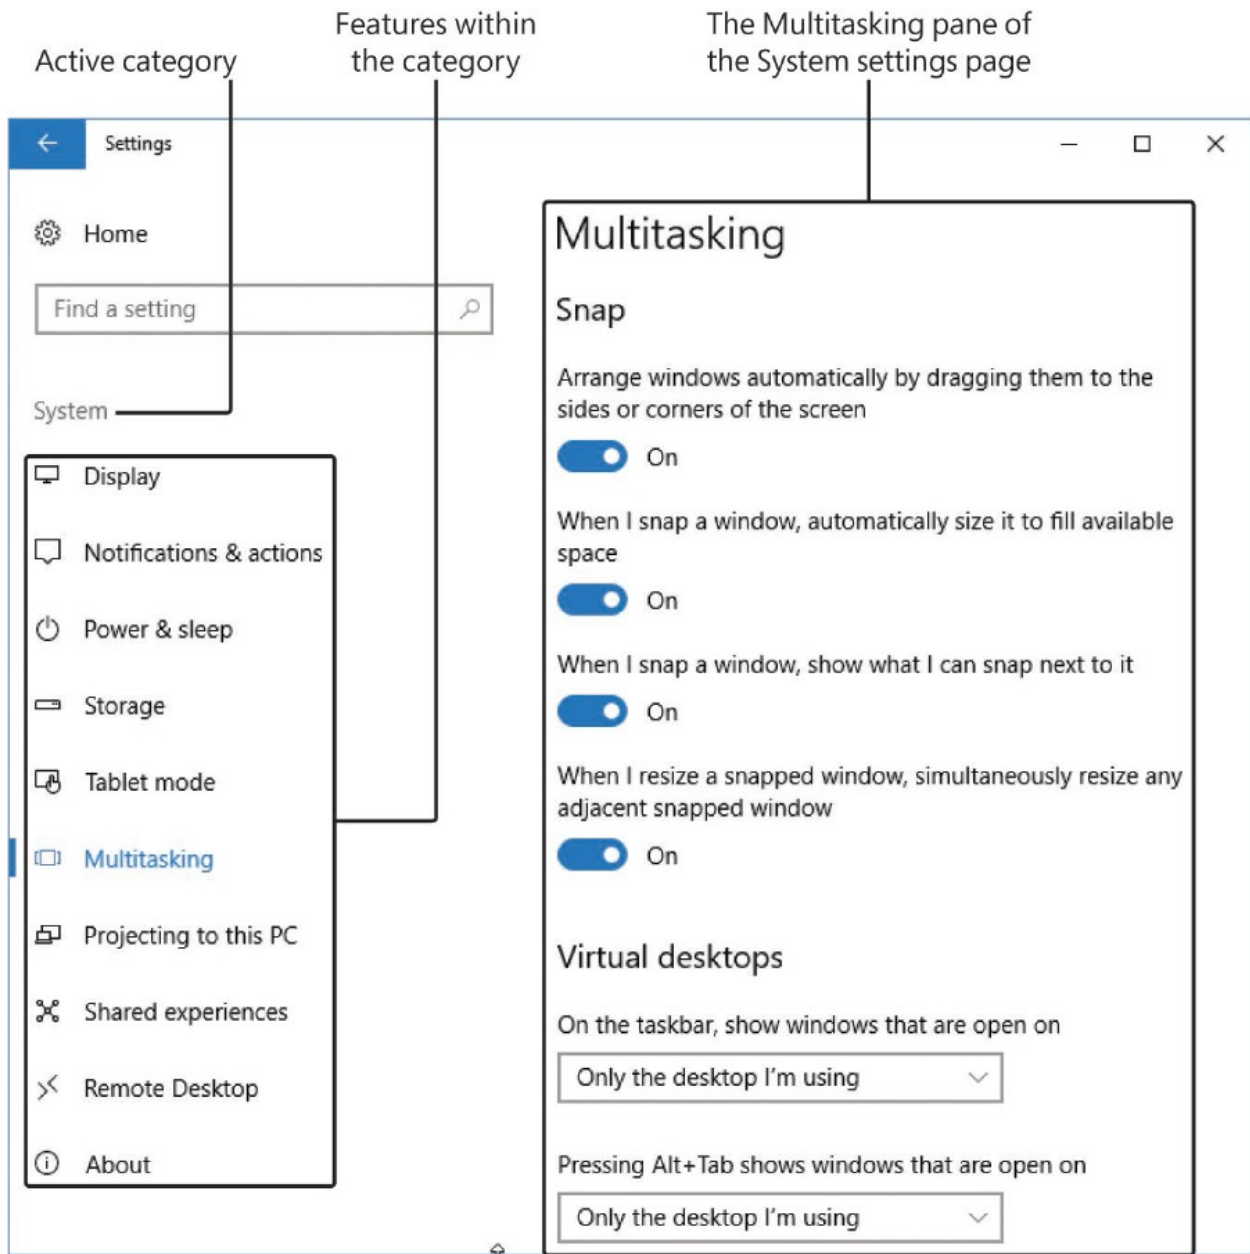 Active category
Features within
the category
The Multitasking pane of
the System settings page
Settings
Home
Find a setting
System
Display
Notifications & actions
Power & sleep
Storage
Tablet mode
Multitasking
Projecting to this PC
Shared experiences
Remote Desktop
About
Multitasking
Snap
Arrange windows automatically by dragging them to the
sides or corners of the screen
On
When I snap a window, automatically size it to fill available
space
On
When I snap a window, show what I can snap next to it
On
When I resize a snapped window, simultaneously resize any
adjacent snapped window
On
Virtual desktops
On the taskbar, show windows that are open on
Only the desktop I'm using
Pressing Alt+Tab shows windows that are open on
Only the desktop I'm using